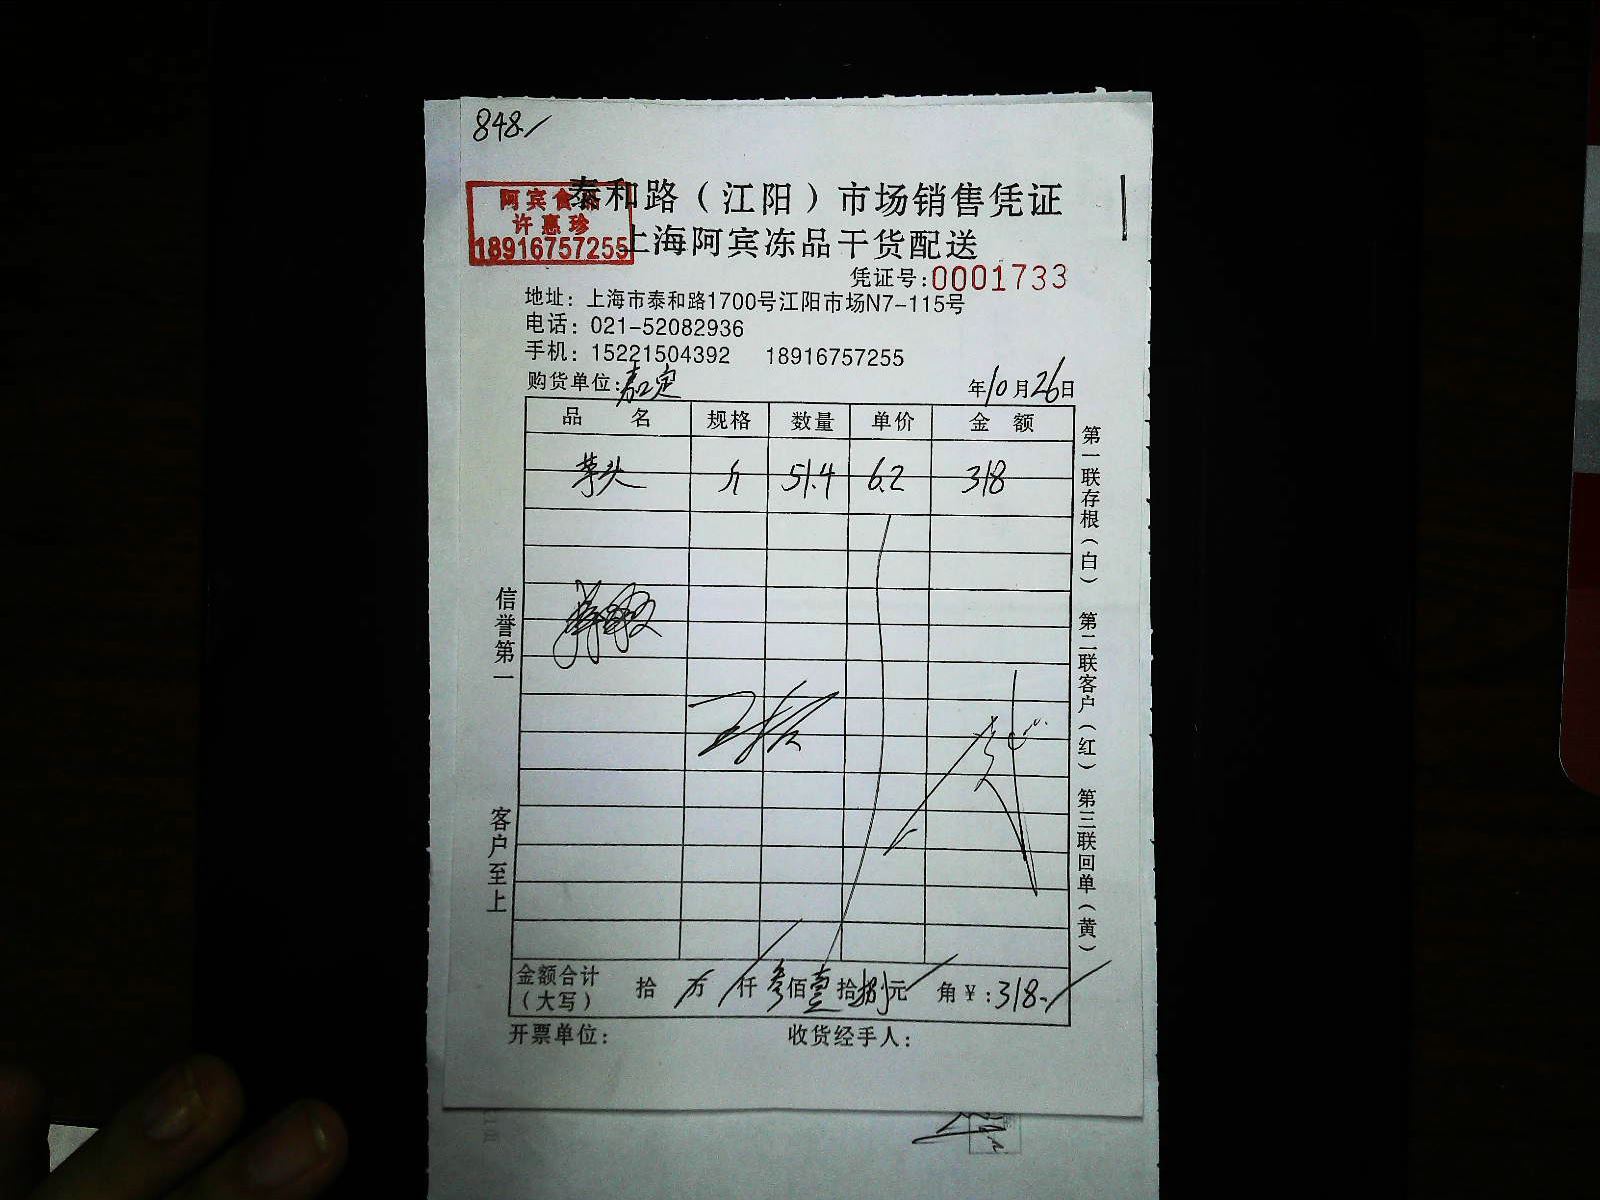 848.
泰和路（江阳）市场销售凭证
阿宾食品
许惠珍
18916757255
上海阿宾冻品干货配送
凭证号:0001733
地址：上海市泰和路1700号江阳市场N7-115号
电话：021-52082936
手机：15221504392 18916757255
购货单位:嘉定 年10月26日
品 名 规格 数量 单价 金 额
芋头 斤 51.4 6.2 318
第一联存根（白） 第二联客户（红） 第三联回单（黄）
信誉第一 客户至上
金额合计（大写） 拾 万 仟叁佰壹拾捌元 角￥:318.
开票单位： 收货经手人：